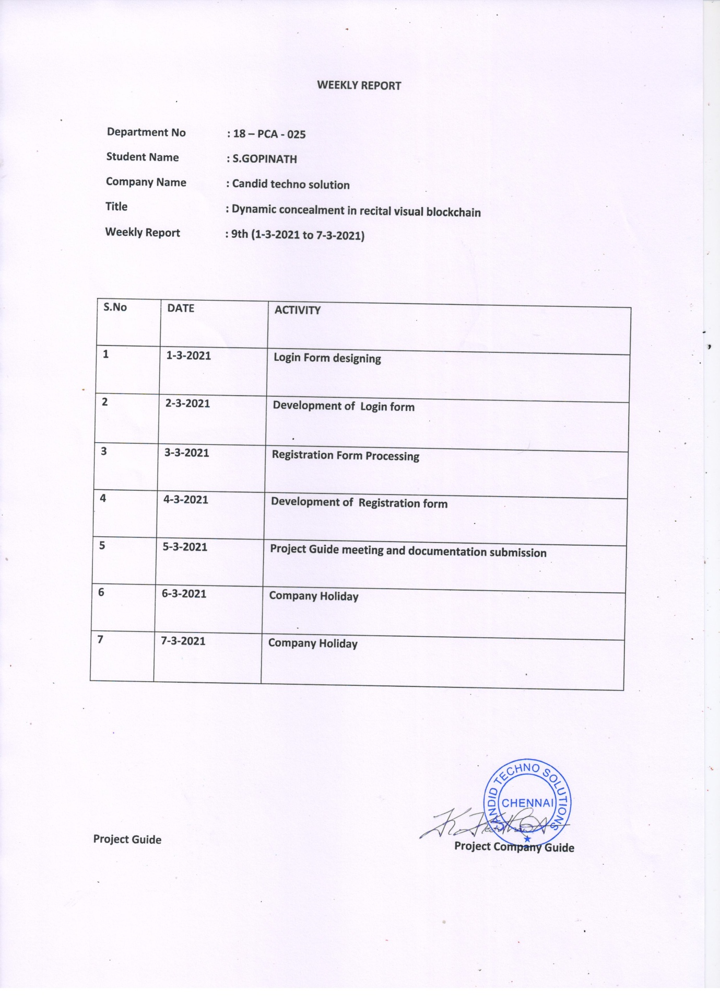 WEEKLY REPORT
Department No : 18 – PCA - 025
Student Name : S.GOPINATH
Company Name : Candid techno solution
Title : Dynamic concealment in recital visual blockchain
Weekly Report : 9th (1-3-2021 to 7-3-2021)
S.No DATE ACTIVITY
1 1-3-2021 Login Form designing
2 2-3-2021 Development of Login form
3 3-3-2021 Registration Form Processing
4 4-3-2021 Development of Registration form
5 5-3-2021 Project Guide meeting and documentation submission
6 6-3-2021 Company Holiday
7 7-3-2021 Company Holiday
CANDID TECHNO SOLUTIONS
CHENNAI
Project Guide Project Company Guide